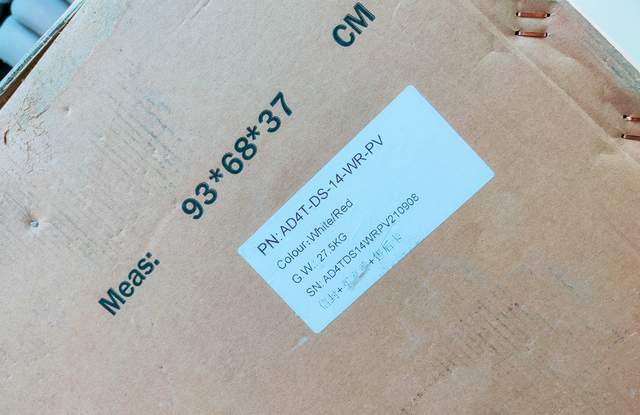 Meas: 93*68*37 CM
PN:AD4T-DS-14-WR-PV
Colour:White/Red
G.W.: 27.5KG
SN: AD4TDS14WRPV210908